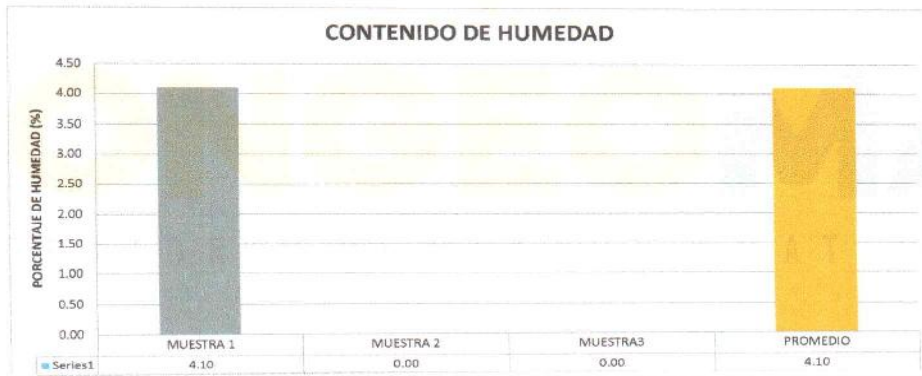 CONTENIDO DE HUMEDAD
PORCENTAJE DE HUMEDAD (%)
4.50
4.00
3.50
3.00
2.50
2.00
1.50
1.00
0.50
0.00
MUESTRA 1 MUESTRA 2 MUESTRA3 PROMEDIO
Series1 4.10 0.00 0.00 4.10